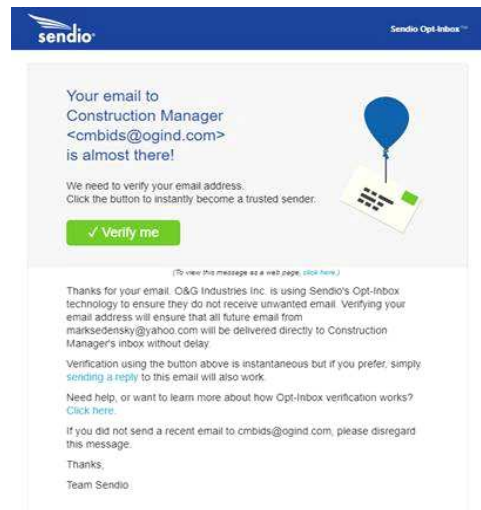 sendio
Sendio Opt-Inbox™
Your email to
Construction Manager
<cmbids@ogind.com>
is almost there!
We need to verify your email address.
Click the button to instantly become a trusted sender.
✓ Verify me
(To view this message as a web page, click here.)
Thanks for your email. O&G Industries Inc. is using Sendio's Opt-Inbox
technology to ensure they do not receive unwanted email. Verifying your
email address will ensure that all future email from
marksedensky@yahoo.com will be delivered directly to Construction
Manager's inbox without delay.
Verification using the button above is instantaneous but if you prefer, simply
sending a reply to this email will also work.
Need help, or want to learn more about how Opt-Inbox verification works?
Click here.
If you did not send a recent email to cmbids@ogind.com, please disregard
this message.
Thanks,
Team Sendio